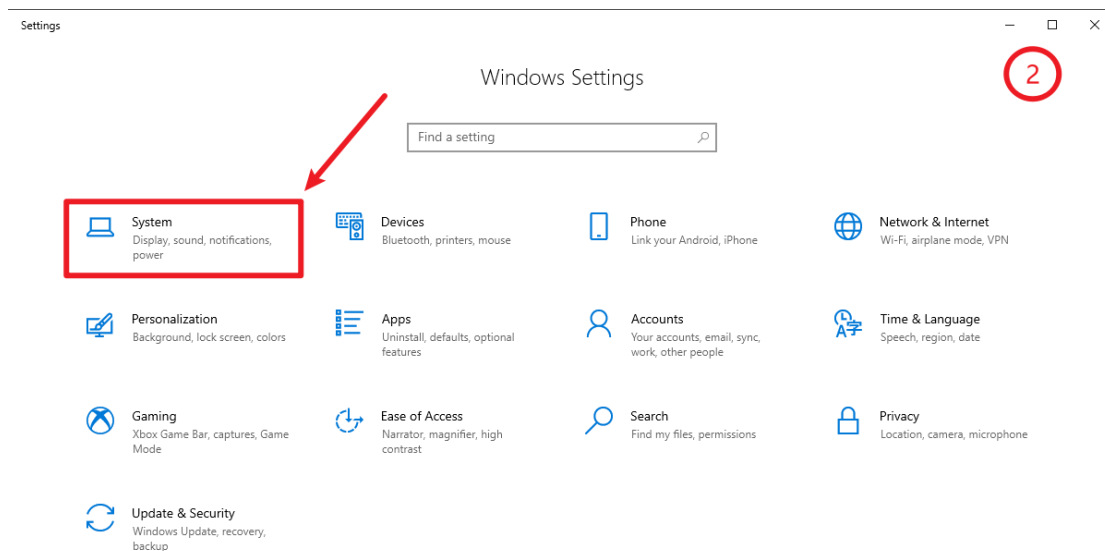 Settings
2
Windows Settings
Find a setting
System
Display, sound, notifications,
power
Devices
Bluetooth, printers, mouse
Phone
Link your Android, iPhone
Network & Internet
Wi-Fi, airplane mode, VPN
Personalization
Background, lock screen, colors
Apps
Uninstall, defaults, optional
features
Accounts
Your accounts, email, sync,
work, other people
Time & Language
Speech, region, date
Gaming
Xbox Game Bar, captures, Game
Mode
Ease of Access
Narrator, magnifier, high
contrast
Search
Find my files, permissions
Privacy
Location, camera, microphone
Update & Security
Windows Update, recovery,
backup